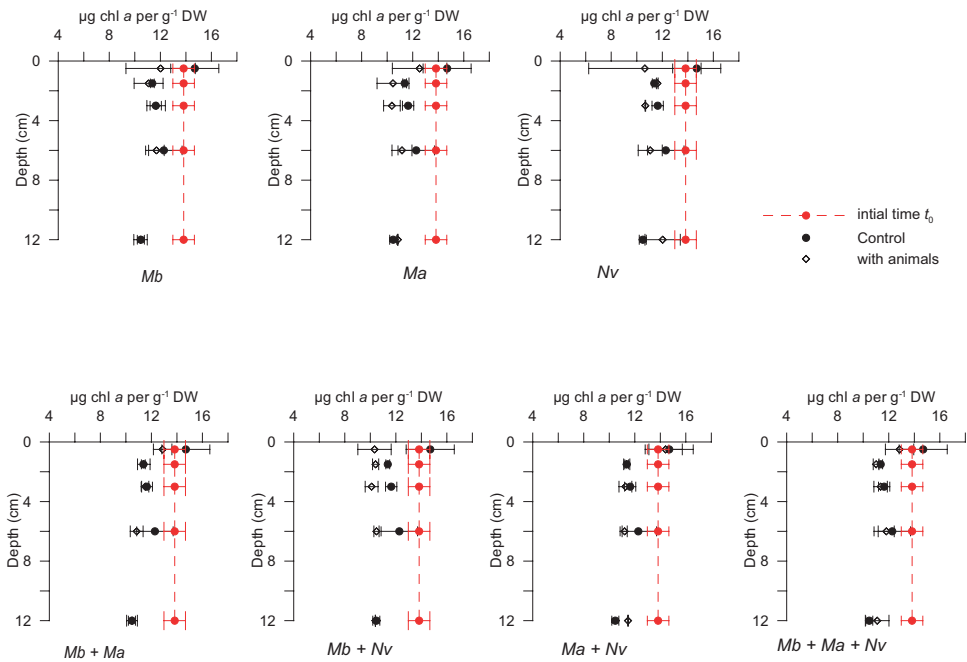 µg chl a per g⁻¹ DW
µg chl a per g⁻¹ DW
µg chl a per g⁻¹ DW
4 8 12 16
4 8 12 16
4 8 12 16
0
4
8
12
Depth (cm)
0
4
8
12
Depth (cm)
0
4
8
12
Depth (cm)
Mb
Ma
Nv
intial time t₀
Control
with animals
µg chl a per g⁻¹ DW
µg chl a per g⁻¹ DW
µg chl a per g⁻¹ DW
µg chl a per g⁻¹ DW
4 8 12 16
4 8 12 16
4 8 12 16
4 8 12 16
0
4
8
12
Depth (cm)
0
4
8
12
Depth (cm)
0
4
8
12
Depth (cm)
0
4
8
12
Depth (cm)
Mb + Ma
Mb + Nv
Ma + Nv
Mb + Ma + Nv